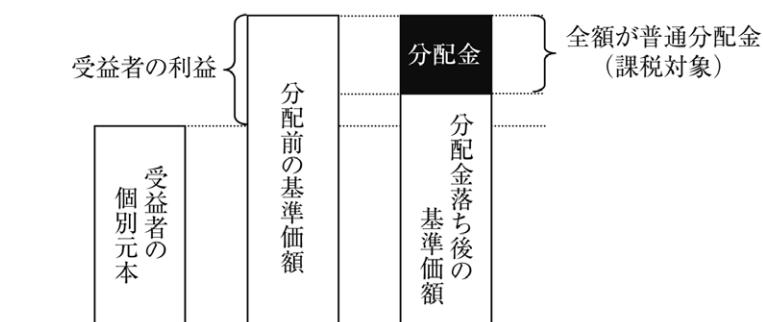 受益者の利益
受益者の
個別元本
分配前の基準価額
分配金
分配金落ち後の
基準価額
全額が普通分配金
（課税対象）